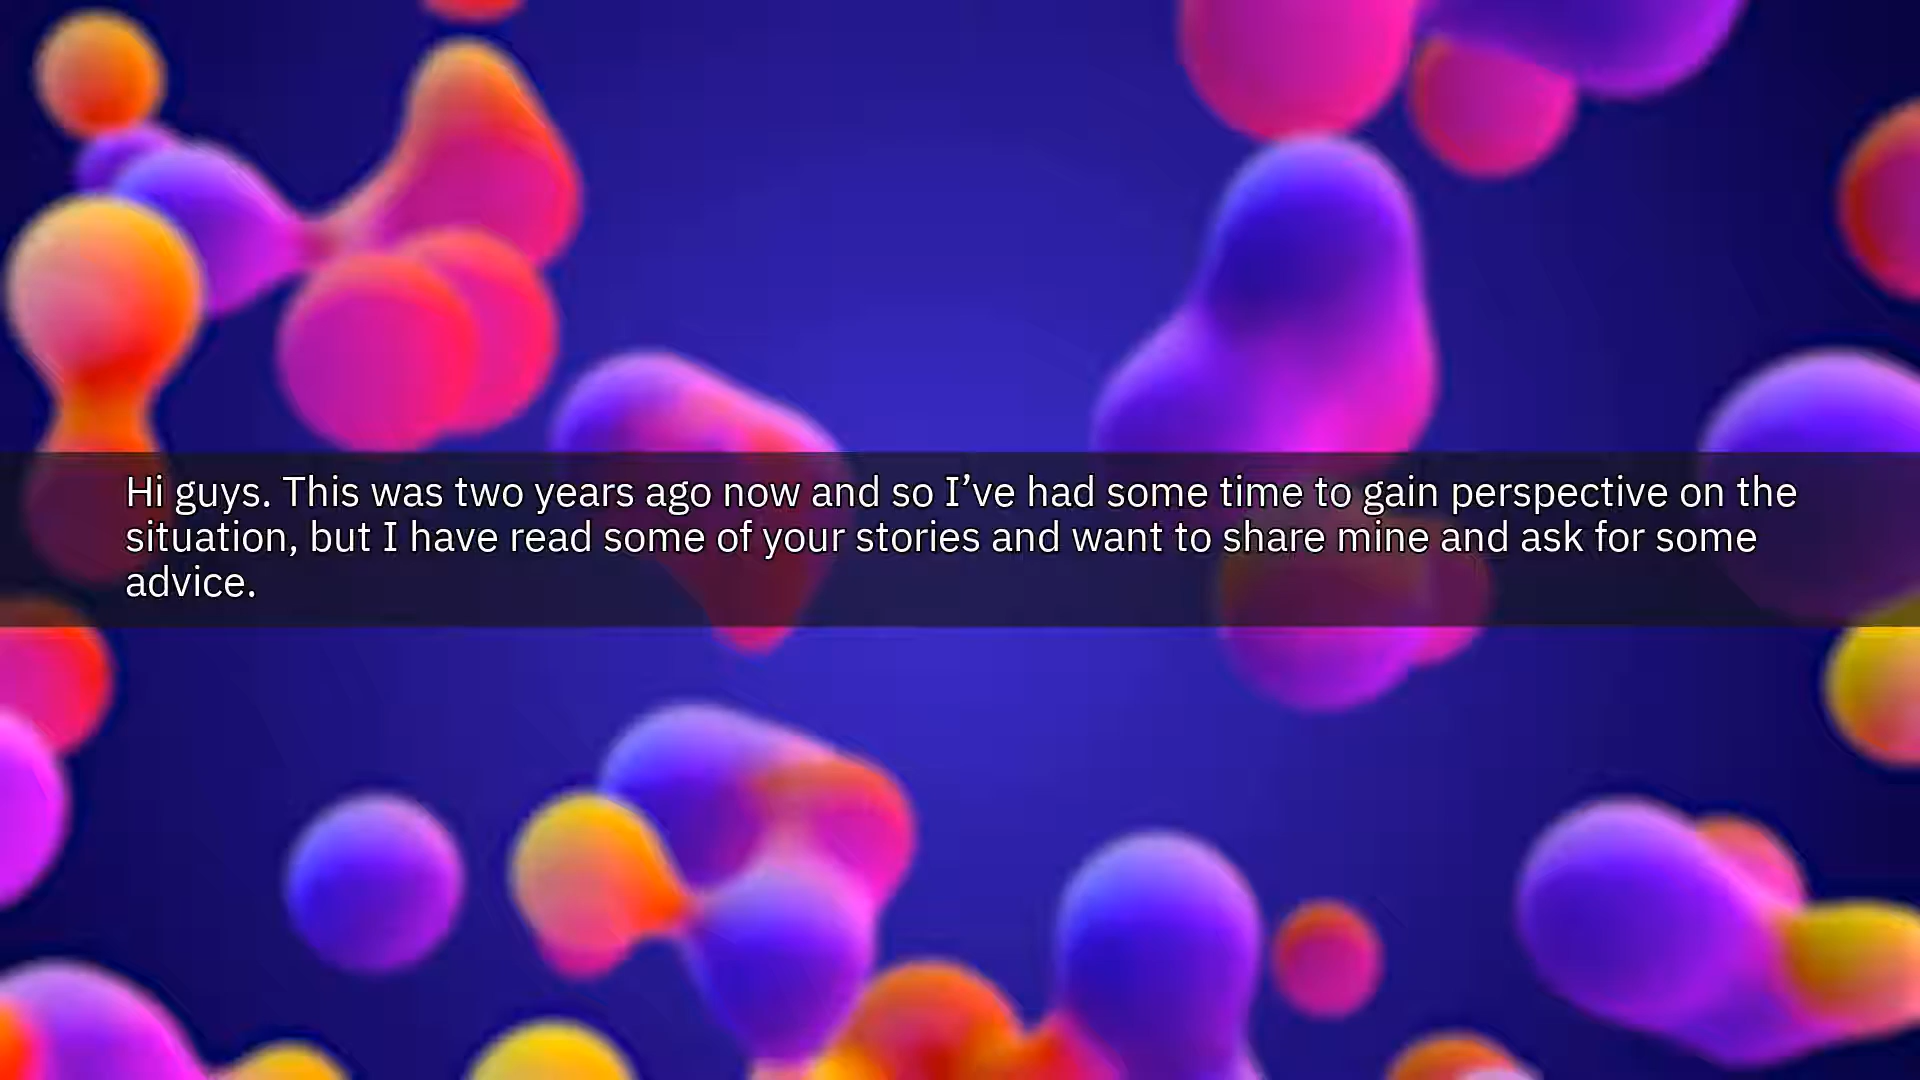 Hi guys. This was two years ago now and so I’ve had some time to gain perspective on the
situation, but I have read some of your stories and want to share mine and ask for some
advice.